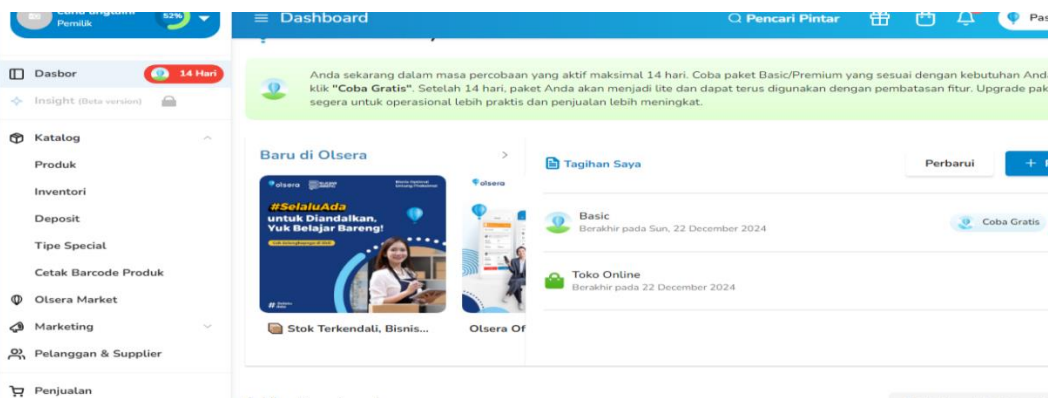 Pemilik
52%
Dashboard
Pencari Pintar
Pas
Dasbor
14 Hari
Insight (Beta version)
Katalog
Produk
Inventori
Deposit
Tipe Special
Cetak Barcode Produk
Olsera Market
Marketing
Pelanggan & Supplier
Penjualan
Anda sekarang dalam masa percobaan yang aktif maksimal 14 hari. Coba paket Basic/Premium yang sesuai dengan kebutuhan Anda
klik "Coba Gratis". Setelah 14 hari, paket Anda akan menjadi lite dan dapat terus digunakan dengan pembatasan fitur. Upgrade pak
segera untuk operasional lebih praktis dan penjualan lebih meningkat.
Baru di Olsera
olsera
#SelaluAda
untuk Diandalkan,
Yuk Belajar Bareng!
olsera
Stok Terkendali, Bisnis...
Olsera Of
Tagihan Saya
Perbarui
+
Basic
Berakhir pada Sun, 22 December 2024
Coba Gratis
Toko Online
Berakhir pada 22 December 2024